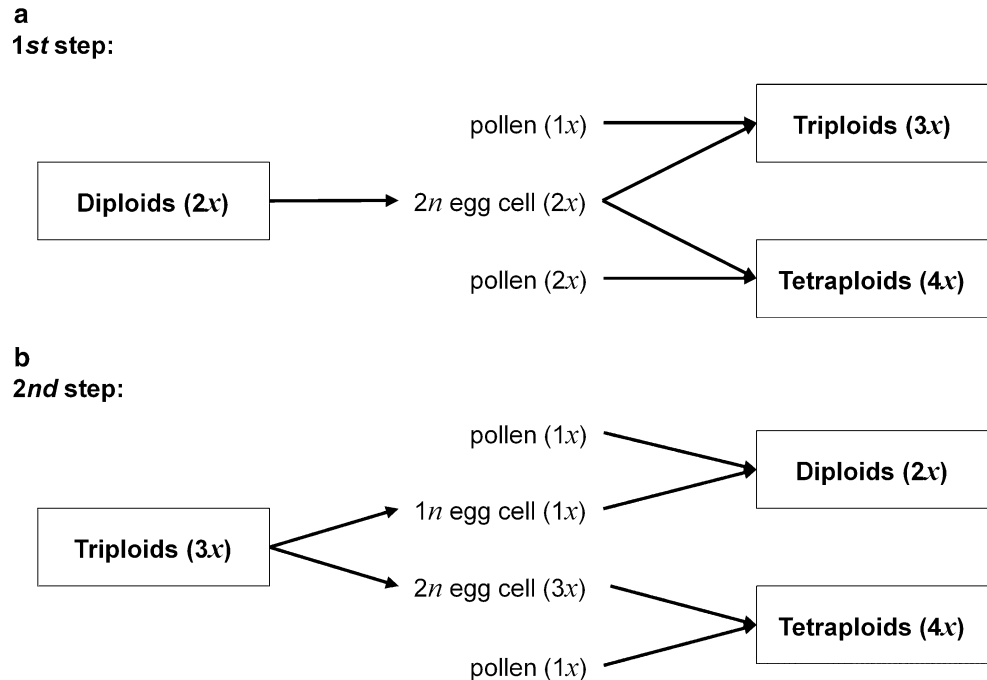 a
1st step:
pollen (1x)
Triploids (3x)
Diploids (2x)
2n egg cell (2x)
pollen (2x)
Tetraploids (4x)
b
2nd step:
pollen (1x)
Diploids (2x)
1n egg cell (1x)
Triploids (3x)
2n egg cell (3x)
Tetraploids (4x)
pollen (1x)